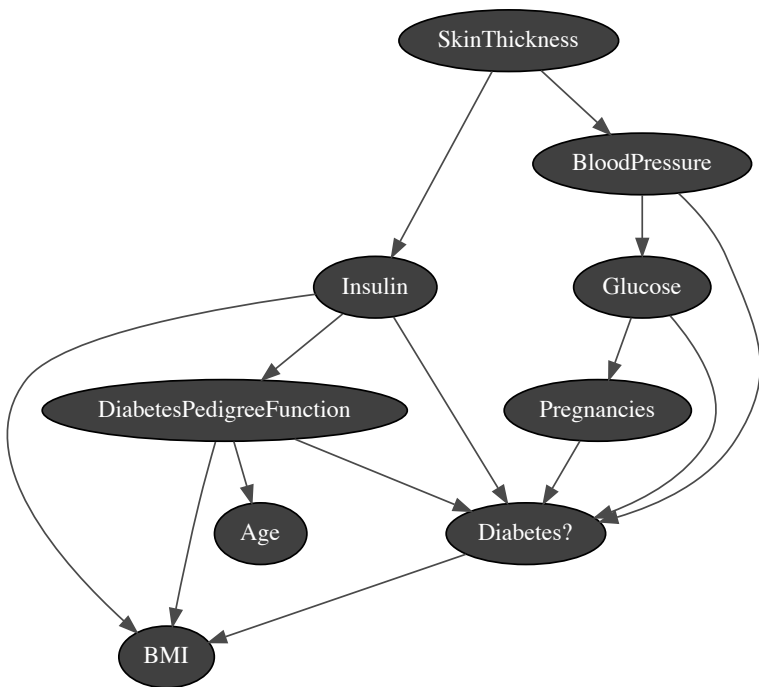 SkinThickness
BloodPressure
Insulin
Glucose
DiabetesPedigreeFunction
Pregnancies
Age
Diabetes?
BMI